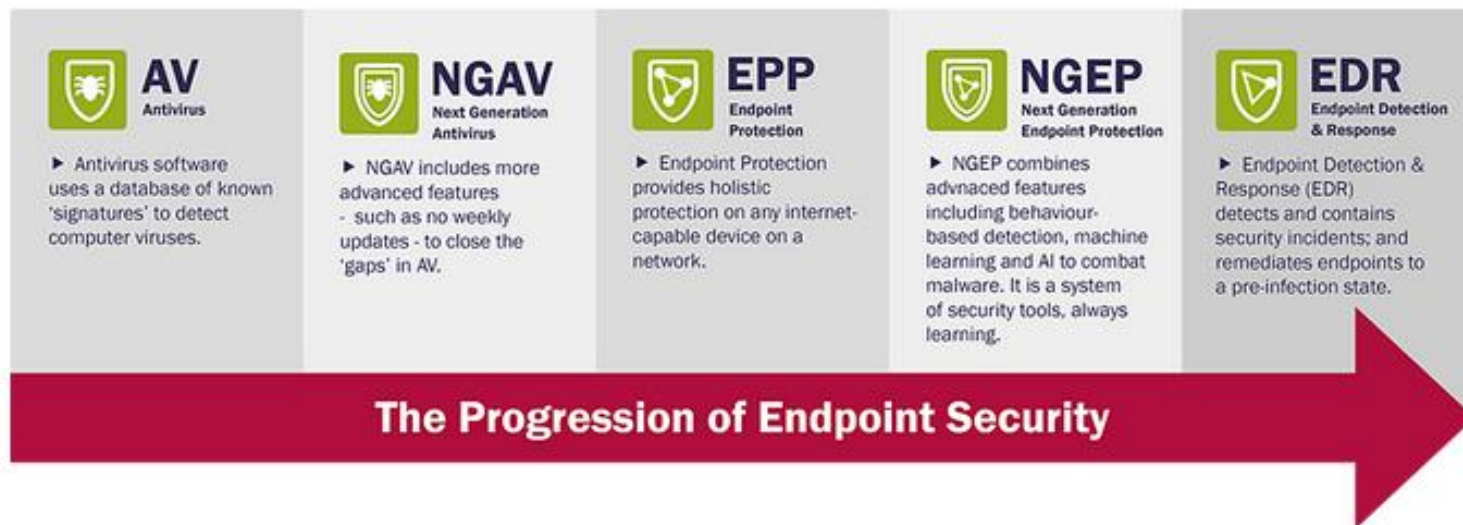 AV
Antivirus
► Antivirus software
uses a database of known
‘signatures’ to detect
computer viruses.
NGAV
Next Generation
Antivirus
► NGAV includes more
advanced features
- such as no weekly
updates - to close the
‘gaps’ in AV.
EPP
Endpoint
Protection
► Endpoint Protection
provides holistic
protection on any internet-
capable device on a
network.
NGEP
Next Generation
Endpoint Protection
► NGEP combines
advnaced features
including behaviour-
based detection, machine
learning and AI to combat
malware. It is a system
of security tools, always
learning.
EDR
Endpoint Detection
& Response
► Endpoint Detection &
Response (EDR)
detects and contains
security incidents; and
remediates endpoints to
a pre-infection state.
The Progression of Endpoint Security